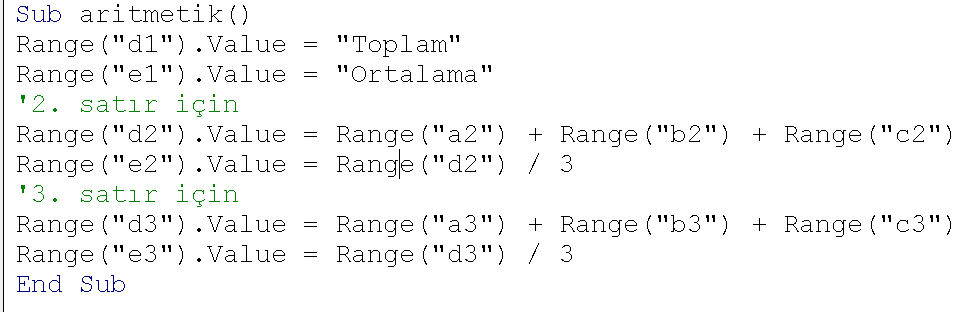 Sub aritmetik()
Range("d1").Value = "Toplam"
Range("e1").Value = "Ortalama"
'2. satır için
Range("d2").Value = Range("a2") + Range("b2") + Range("c2")
Range("e2").Value = Range("d2") / 3
'3. satır için
Range("d3").Value = Range("a3") + Range("b3") + Range("c3")
Range("e3").Value = Range("d3") / 3
End Sub